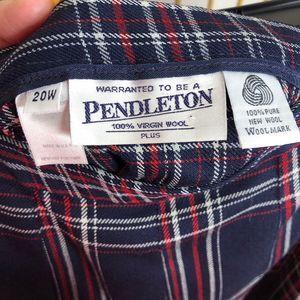 20W
WARRANTED TO BE A
PENDLETON
100% VIRGIN WOOL
PLUS
100% PURE
NEW WOOL
WOOLMARK